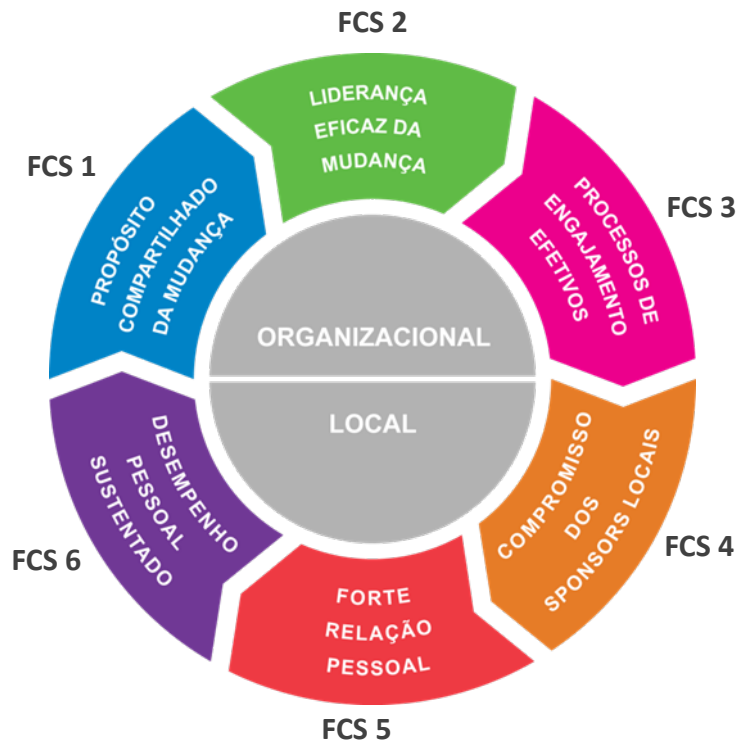 FCS 1
PROPÓSITO
COMPARTILHADO
DA MUDANÇA
FCS 2
LIDERANÇA
EFICAZ DA
MUDANÇA
FCS 3
PROCESSOS DE
ENGAJAMENTO
EFETIVOS
ORGANIZACIONAL
LOCAL
FCS 4
COMPROMISSO
DOS
SPONSORS LOCAIS
FCS 5
FORTE
RELAÇÃO
PESSOAL
FCS 6
DESEMPENHO
PESSOAL
SUSTENTADO